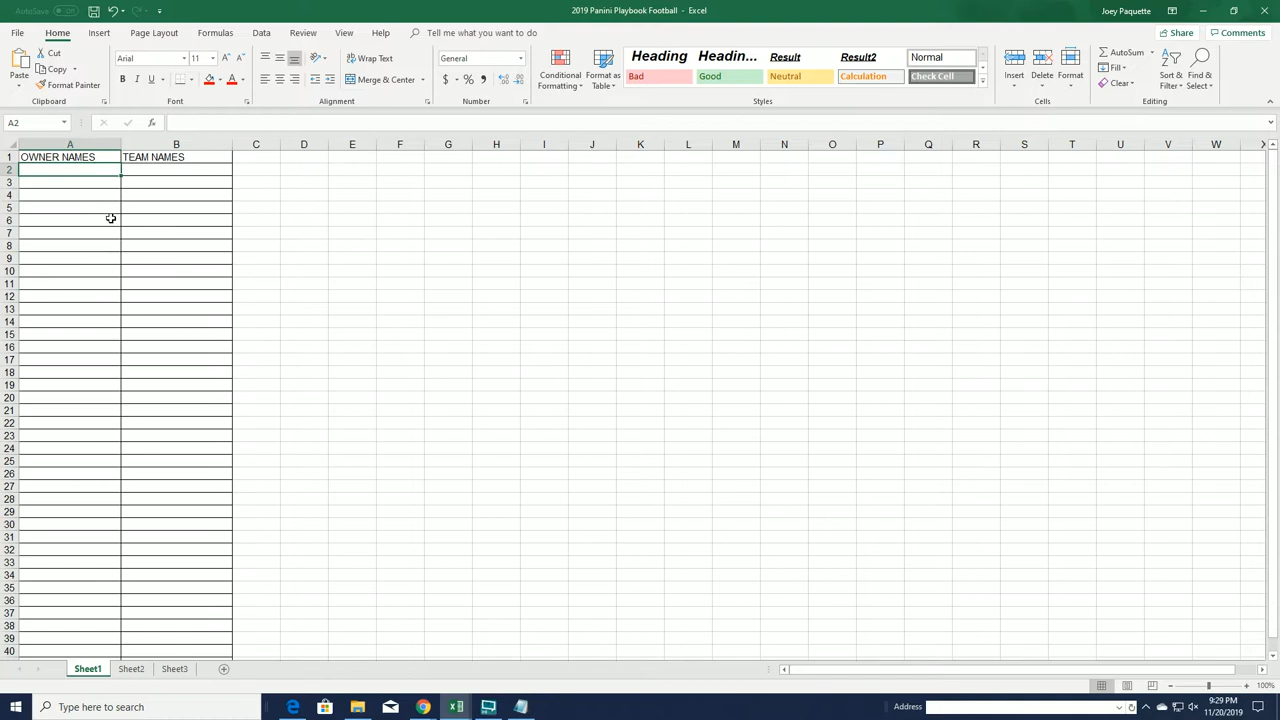 AutoSave Off
2019 Panini Playbook Football - Excel
Joey Paquette
File Home Insert Page Layout Formulas Data Review View Help Tell me what you want to do
Share Comments
Paste
Cut
Copy
Format Painter
Clipboard
Arial 11
B I U
Font
Wrap Text
Merge & Center
Alignment
General
$ % ,
Number
Conditional Formatting
Format as Table
Heading Headin... Result Result2 Normal
Bad Good Neutral Calculation Check Cell
Styles
Insert Delete Format
Cells
AutoSum
Fill
Clear
Sort & Filter
Find & Select
Editing
A2
fx
A B C D E F G H I J K L M N O P Q R S T U V W X
1 OWNER NAMES TEAM NAMES
2
3
4
5
6
7
8
9
10
11
12
13
14
15
16
17
18
19
20
21
22
23
24
25
26
27
28
29
30
31
32
33
34
35
36
37
38
39
40
Sheet1 Sheet2 Sheet3
100%
Type here to search
Address
9:29 PM
11/20/2019